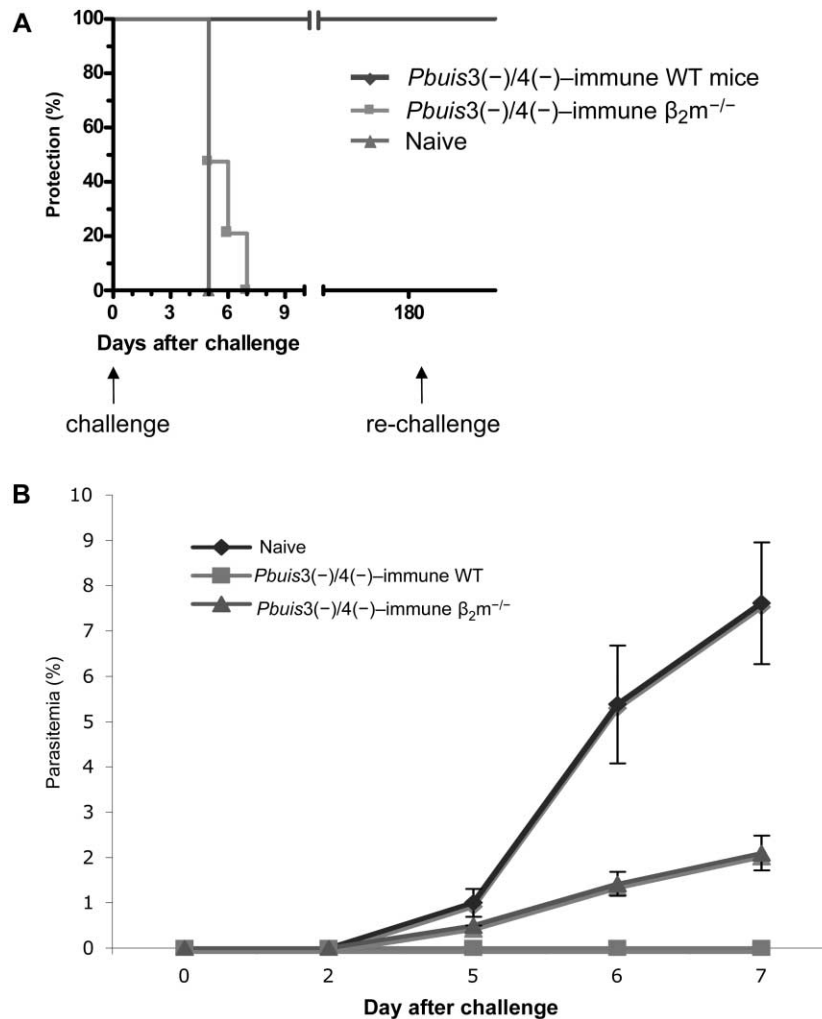 A
100
80
60
40
20
0
Protection (%)
Pbuis3(−)/4(−)–immune WT mice
Pbuis3(−)/4(−)–immune β₂m⁻/⁻
Naive
0 3 6 9 180
Days after challenge
challenge re-challenge
B
10
9
8
7
6
5
4
3
2
1
0
Parasitemia (%)
Naive
Pbuis3(−)/4(−)–immune WT
Pbuis3(−)/4(−)–immune β₂m⁻/⁻
0 2 5 6 7
Day after challenge